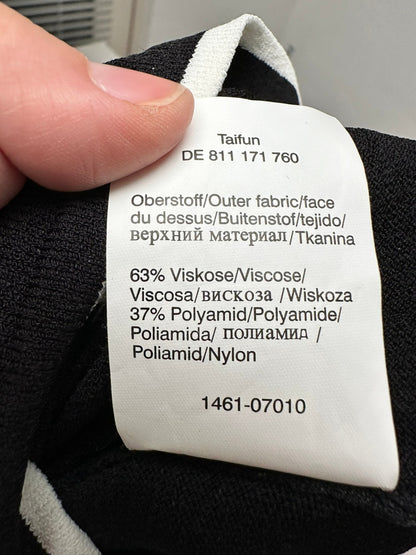 Taifun
DE 811 171 760
Oberstoff/Outer fabric/face
du dessus/Buitenstof/tejido/
верхний материал/Tkanina
63% Viskose/Viscose/
Viscosa/вискоза /Wiskoza
37% Polyamid/Polyamide/
Poliamida/ полиамид /
Poliamid/Nylon
1461-07010